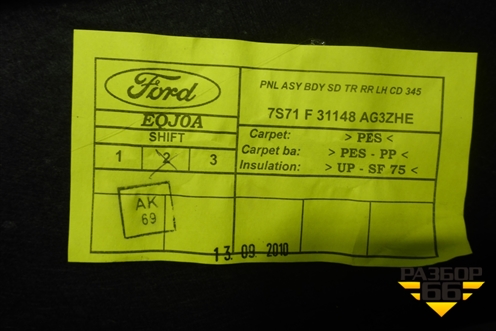 Ford
EQJ0A
SHIFT
1 2 3
AK
69
PNL ASY BDY SD TR RR LH CD 345
7S71 F 31148 AG3ZHE
Carpet: > PES <
Carpet ba: > PES - PP <
Insulation: > UP - SF 75 <
13. 09. 2010
РАЗБОР
66